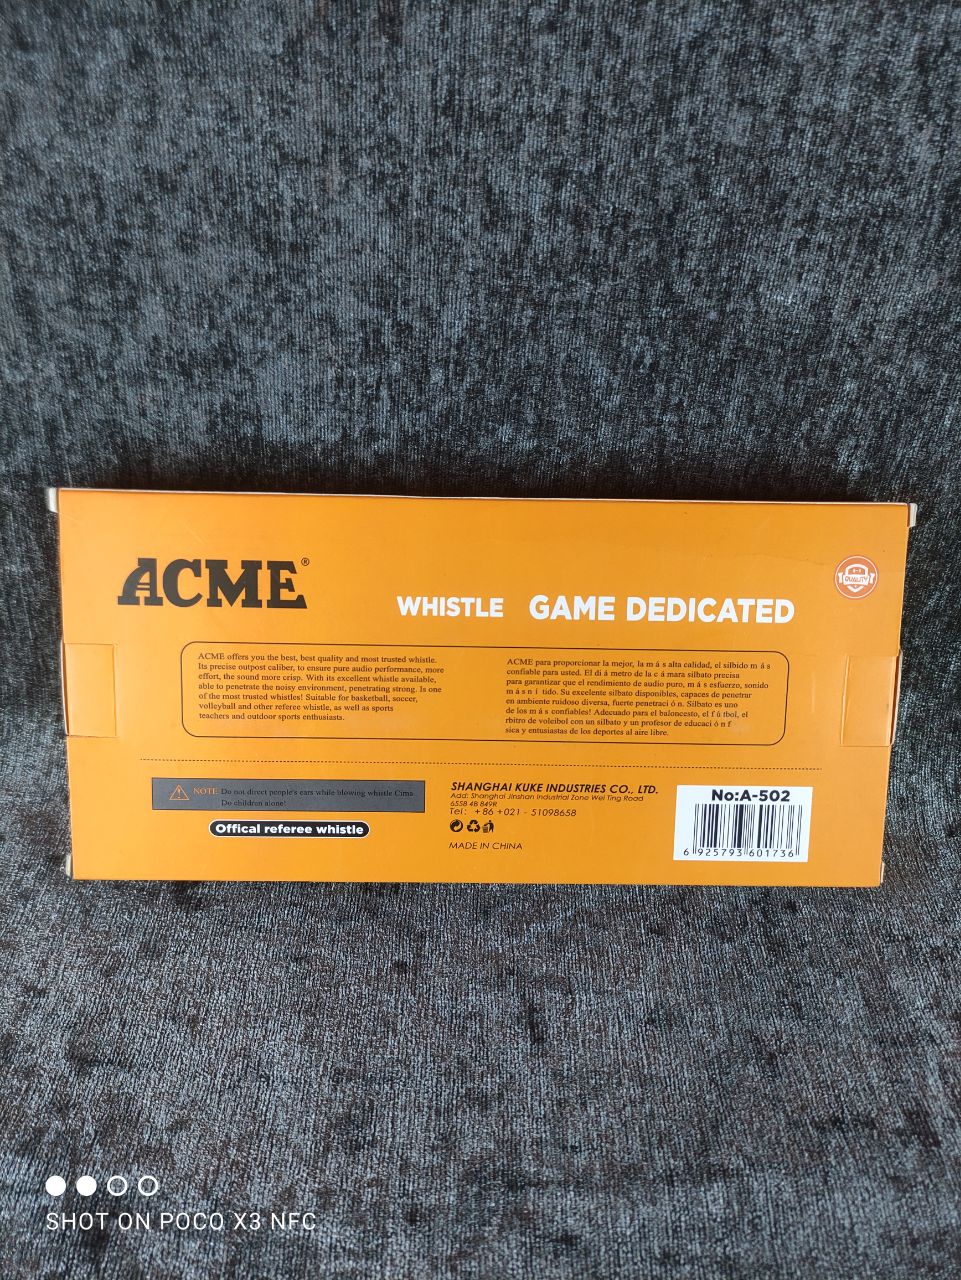 ACME®
WHISTLE GAME DEDICATED
QUALITY
ACME offers you the best, best quality and most trusted whistle.
Its precise outpost caliber, to ensure pure audio performance, more
effort, the sound more crisp. With its excellent whistle available,
able to penetrate the noisy environment, penetrating strong. Is one
of the most trusted whistles! Suitable for basketball, soccer,
volleyball and other referee whistle, as well as sports
teachers and outdoor sports enthusiasts.
ACME para proporcionar la mejor, la m á s alta calidad, el silbido m á s
confiable para usted. El di á metro de la c á mara silbato precisa
para garantizar que el rendimiento de audio puro, m á s esfuerzo, sonido
m á s n í tido. Su excelente silbato disponibles, capaces de penetrar
en ambiente ruidoso diversa, fuerte penetraci ó n. Silbato es uno
de los m á s confiables! Adecuado para el baloncesto, el f ú tbol, el
rbitro de voleibol con un silbato y un profesor de educaci ó n f
sica y entusiastas de los deportes al aire libre.
NOTE Do not direct people's ears while blowing whistle Cima
Do children alone!
Offical referee whistle
SHANGHAI KUKE INDUSTRIES CO., LTD.
Add: Shanghai Jinshan Industrial Zone Wei Ting Road
6558 4B 849R
Tel: +86 +021 - 51098658
MADE IN CHINA
No:A-502
6 925793 601736
SHOT ON POCO X3 NFC